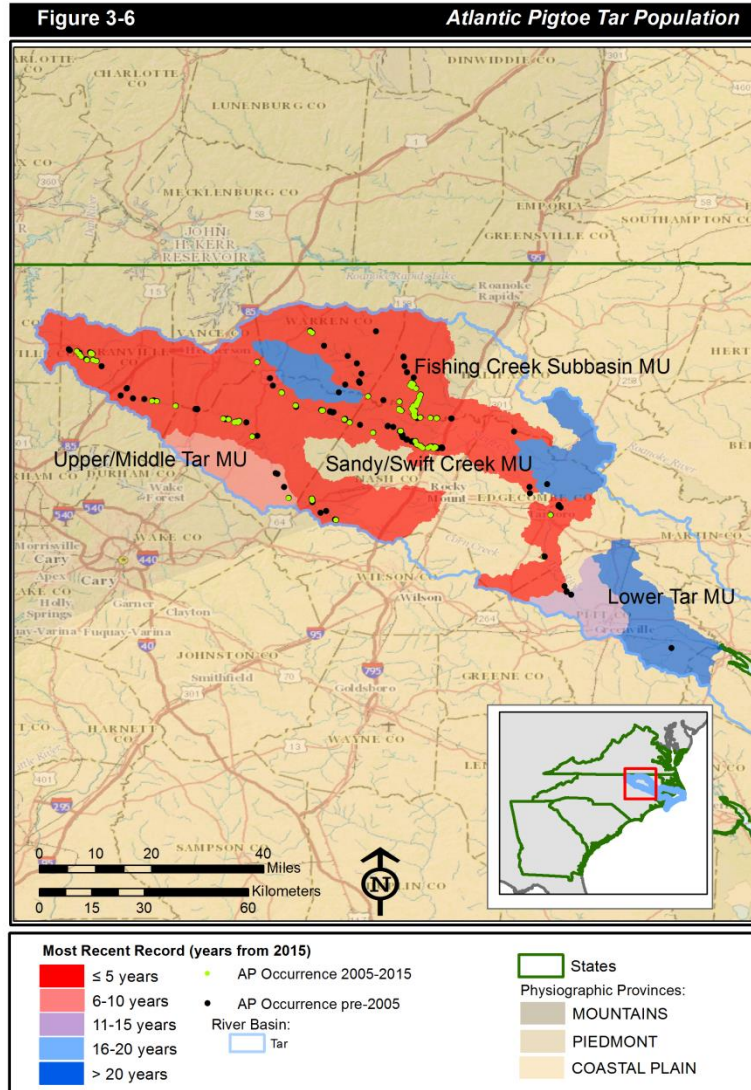 Figure 3-6 Atlantic Pigtoe Tar Population
DINWIDDIE CO
CHARLOTTE
CO
LUNENBURG CO
MECKLENBURG CO
EMPORIA
SOUTHAMPTON CO
GREENSVILLE CO
JOHN
H. KERR
RESERVOIR
Roanoke Rapids Lake
Roanoke
Rapids
VANCE CO
WARREN CO
Fishing Creek Subbasin MU
Upper/Middle Tar MU
Sandy/Swift Creek MU
NASH CO
Rocky
Mount
EDGECOMBE CO
Roanoke River
DURHAM CO
Wake
Forest
WAKE CO
Morrisville
Cary
Apex
Cary
Holly
Springs
Garner
Clayton
Fuquay-Varina
MARTIN CO
WILSON CO
Wilson
Lower Tar MU
PITT CO
Greenville
JOHNSTON CO
Smithfield
GREENE CO
Goldsboro
WAYNE CO
HARNETT
CO
SAMPSON CO
0 10 20 40
Miles
Kilometers
0 15 30 60
N
Most Recent Record (years from 2015)
≤ 5 years
6-10 years
11-15 years
16-20 years
> 20 years
AP Occurrence 2005-2015
AP Occurrence pre-2005
River Basin:
Tar
States
Physiographic Provinces:
MOUNTAINS
PIEDMONT
COASTAL PLAIN